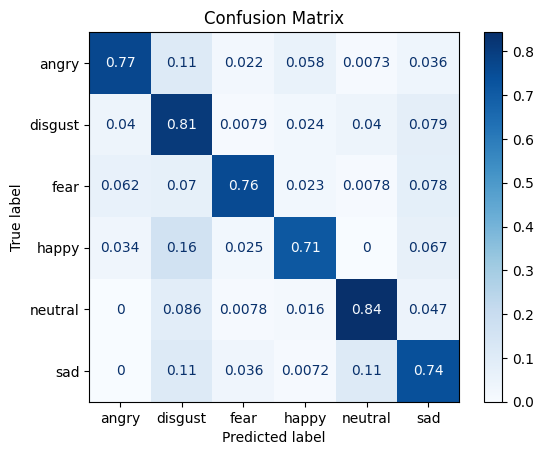 Confusion Matrix
True label
angry 0.77 0.11 0.022 0.058 0.0073 0.036
disgust 0.04 0.81 0.0079 0.024 0.04 0.079
fear 0.062 0.07 0.76 0.023 0.0078 0.078
happy 0.034 0.16 0.025 0.71 0 0.067
neutral 0 0.086 0.0078 0.016 0.84 0.047
sad 0 0.11 0.036 0.0072 0.11 0.74
angry disgust fear happy neutral sad
Predicted label
0.8
0.7
0.6
0.5
0.4
0.3
0.2
0.1
0.0